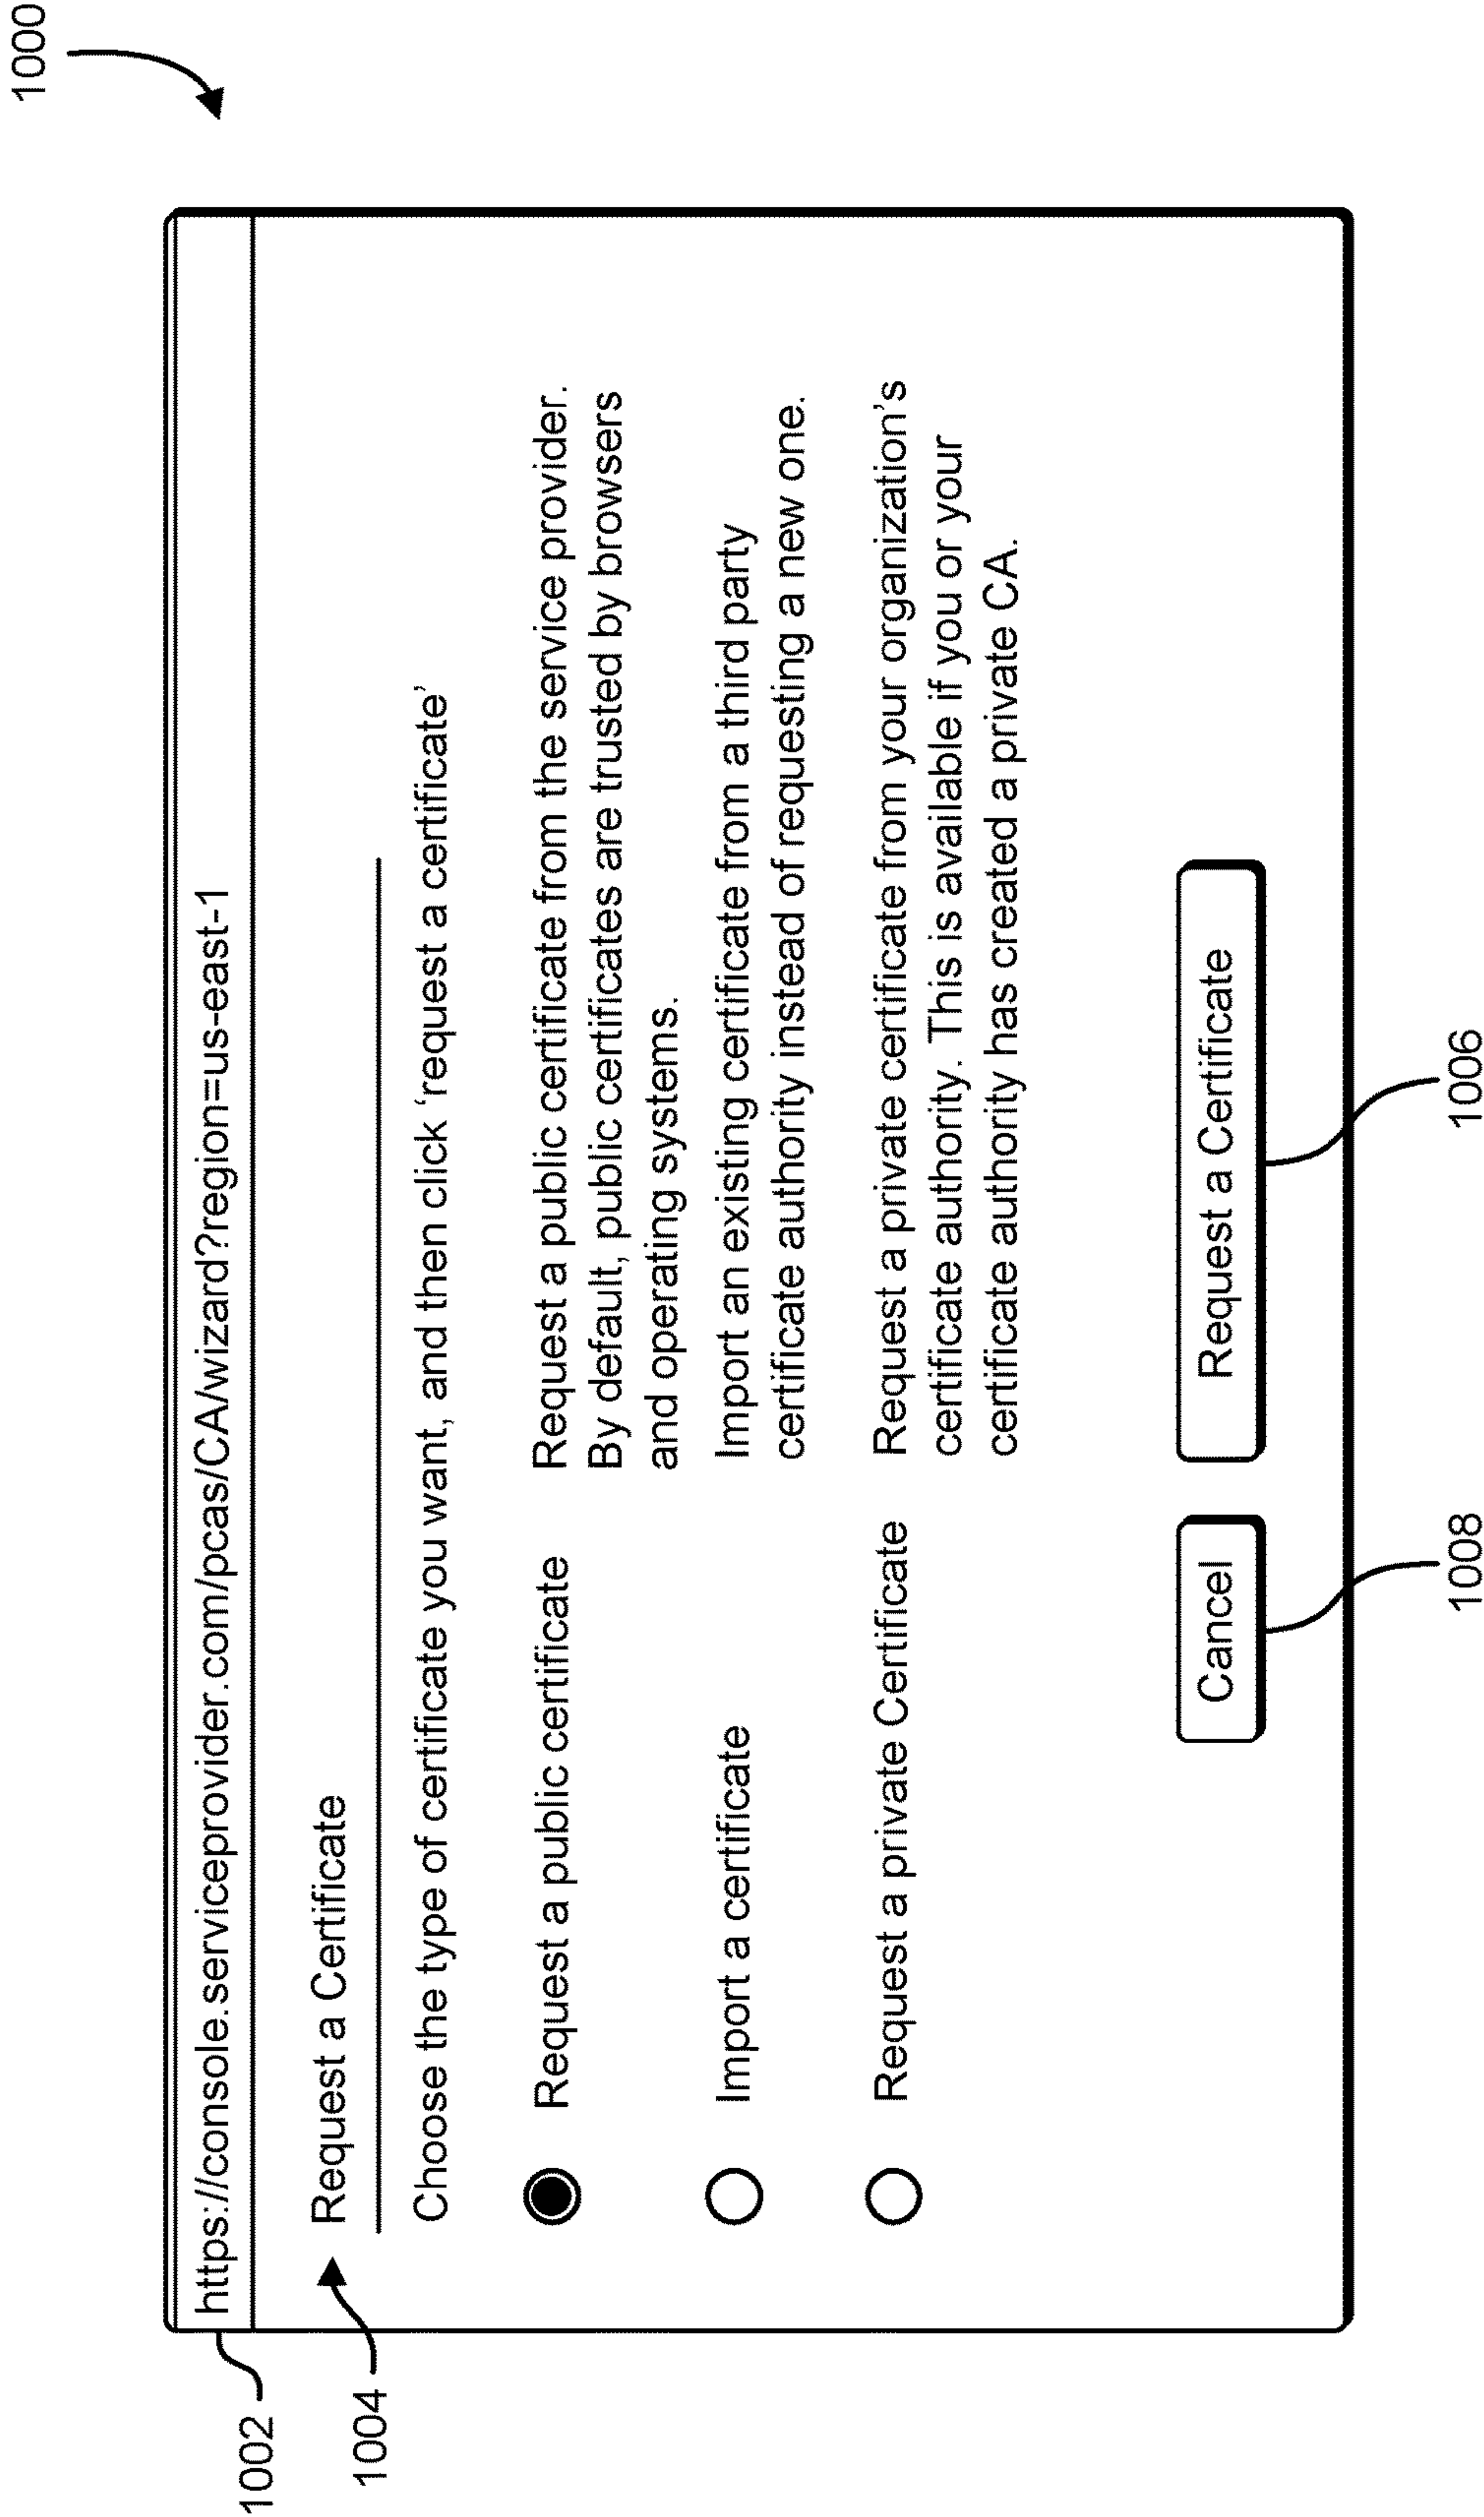 1000
https://console.serviceprovider.com/pcas/CA/wizard?region=us-east-1
1002
Request a Certificate
1004
Choose the type of certificate you want, and then click ‘request a certificate’
Request a public certificate
Request a public certificate from the service provider.
By default, public certificates are trusted by browsers
and operating systems.
Import a certificate
Import an existing certificate from a third party
certificate authority instead of requesting a new one.
Request a private Certificate
Request a private certificate from your organization’s
certificate authority. This is available if you or your
certificate authority has created a private CA.
Cancel
Request a Certificate
1008
1006